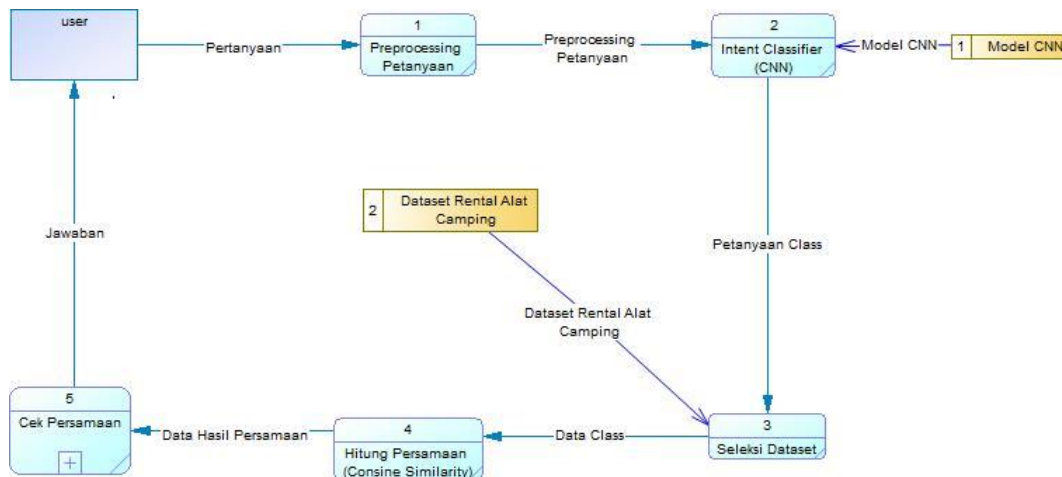 user
Pertanyaan
1
Preprocessing
Petanyaan
Preprocessing
Petanyaan
2
Intent Classifier
(CNN)
Model CNN
1 Model CNN
2 Dataset Rental Alat
Camping
Jawaban
Petanyaan Class
Dataset Rental Alat
Camping
5
Cek Persamaan
Data Hasil Persamaan
4
Hitung Persamaan
(Consine Similarity)
Data Class
3
Seleksi Dataset